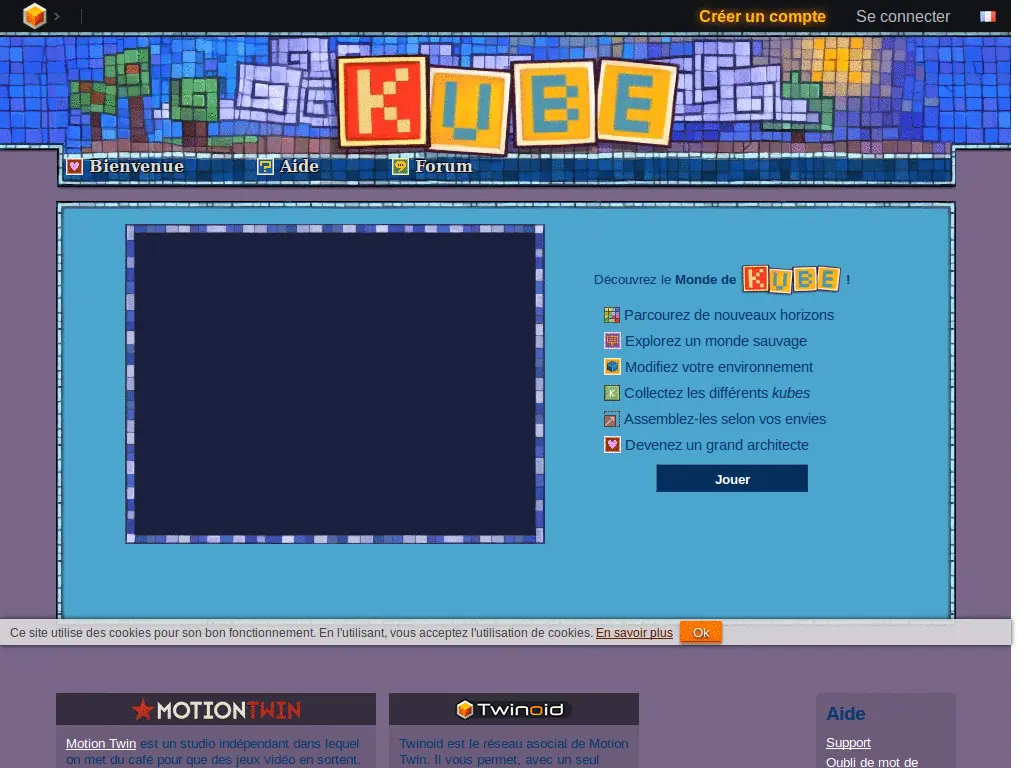 Créer un compte
Se connecter
KUBE
Bienvenue
Aide
Forum
Découvrez le Monde de KUBE !
Parcourez de nouveaux horizons
Explorez un monde sauvage
Modifiez votre environnement
Collectez les différents kubes
Assemblez-les selon vos envies
Devenez un grand architecte
Jouer
Ce site utilise des cookies pour son bon fonctionnement. En l'utilisant, vous acceptez l'utilisation de cookies. En savoir plus Ok
MOTIONTWIN
Motion Twin est un studio indépendant dans lequel
on met du café pour que des jeux vidéo en sortent.
Twinoid
Twinoid est le réseau asocial de Motion
Twin. Il vous permet, avec un seul
Aide
Support
Oubli de mot de